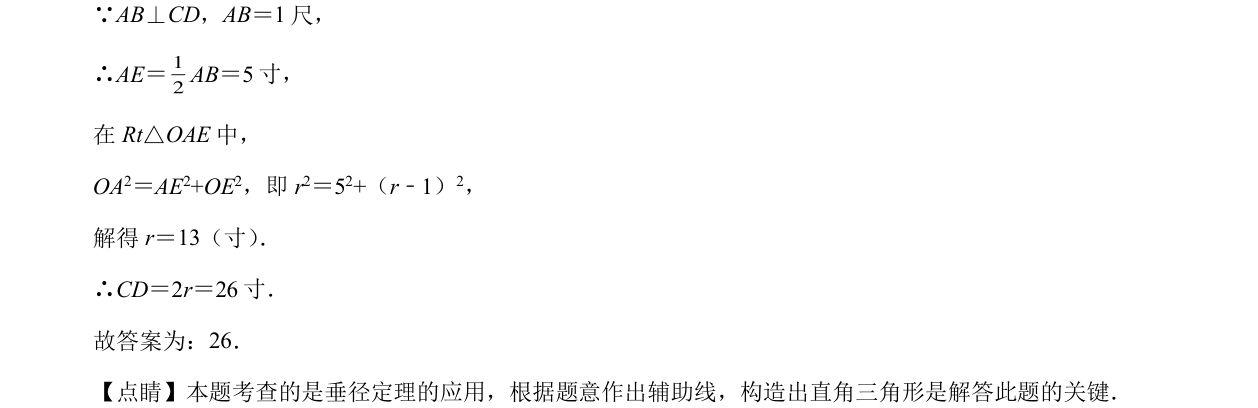 ∵AB⊥CD，AB＝1 尺，
∴AE＝\frac{1}{2}AB＝5 寸，
在 Rt△OAE 中，
OA²＝AE²+OE²，即 r²＝5²+（r﹣1）²，
解得 r＝13（寸）．
∴CD＝2r＝26 寸．
故答案为：26．
【点睛】本题考查的是垂径定理的应用，根据题意作出辅助线，构造出直角三角形是解答此题的关键．